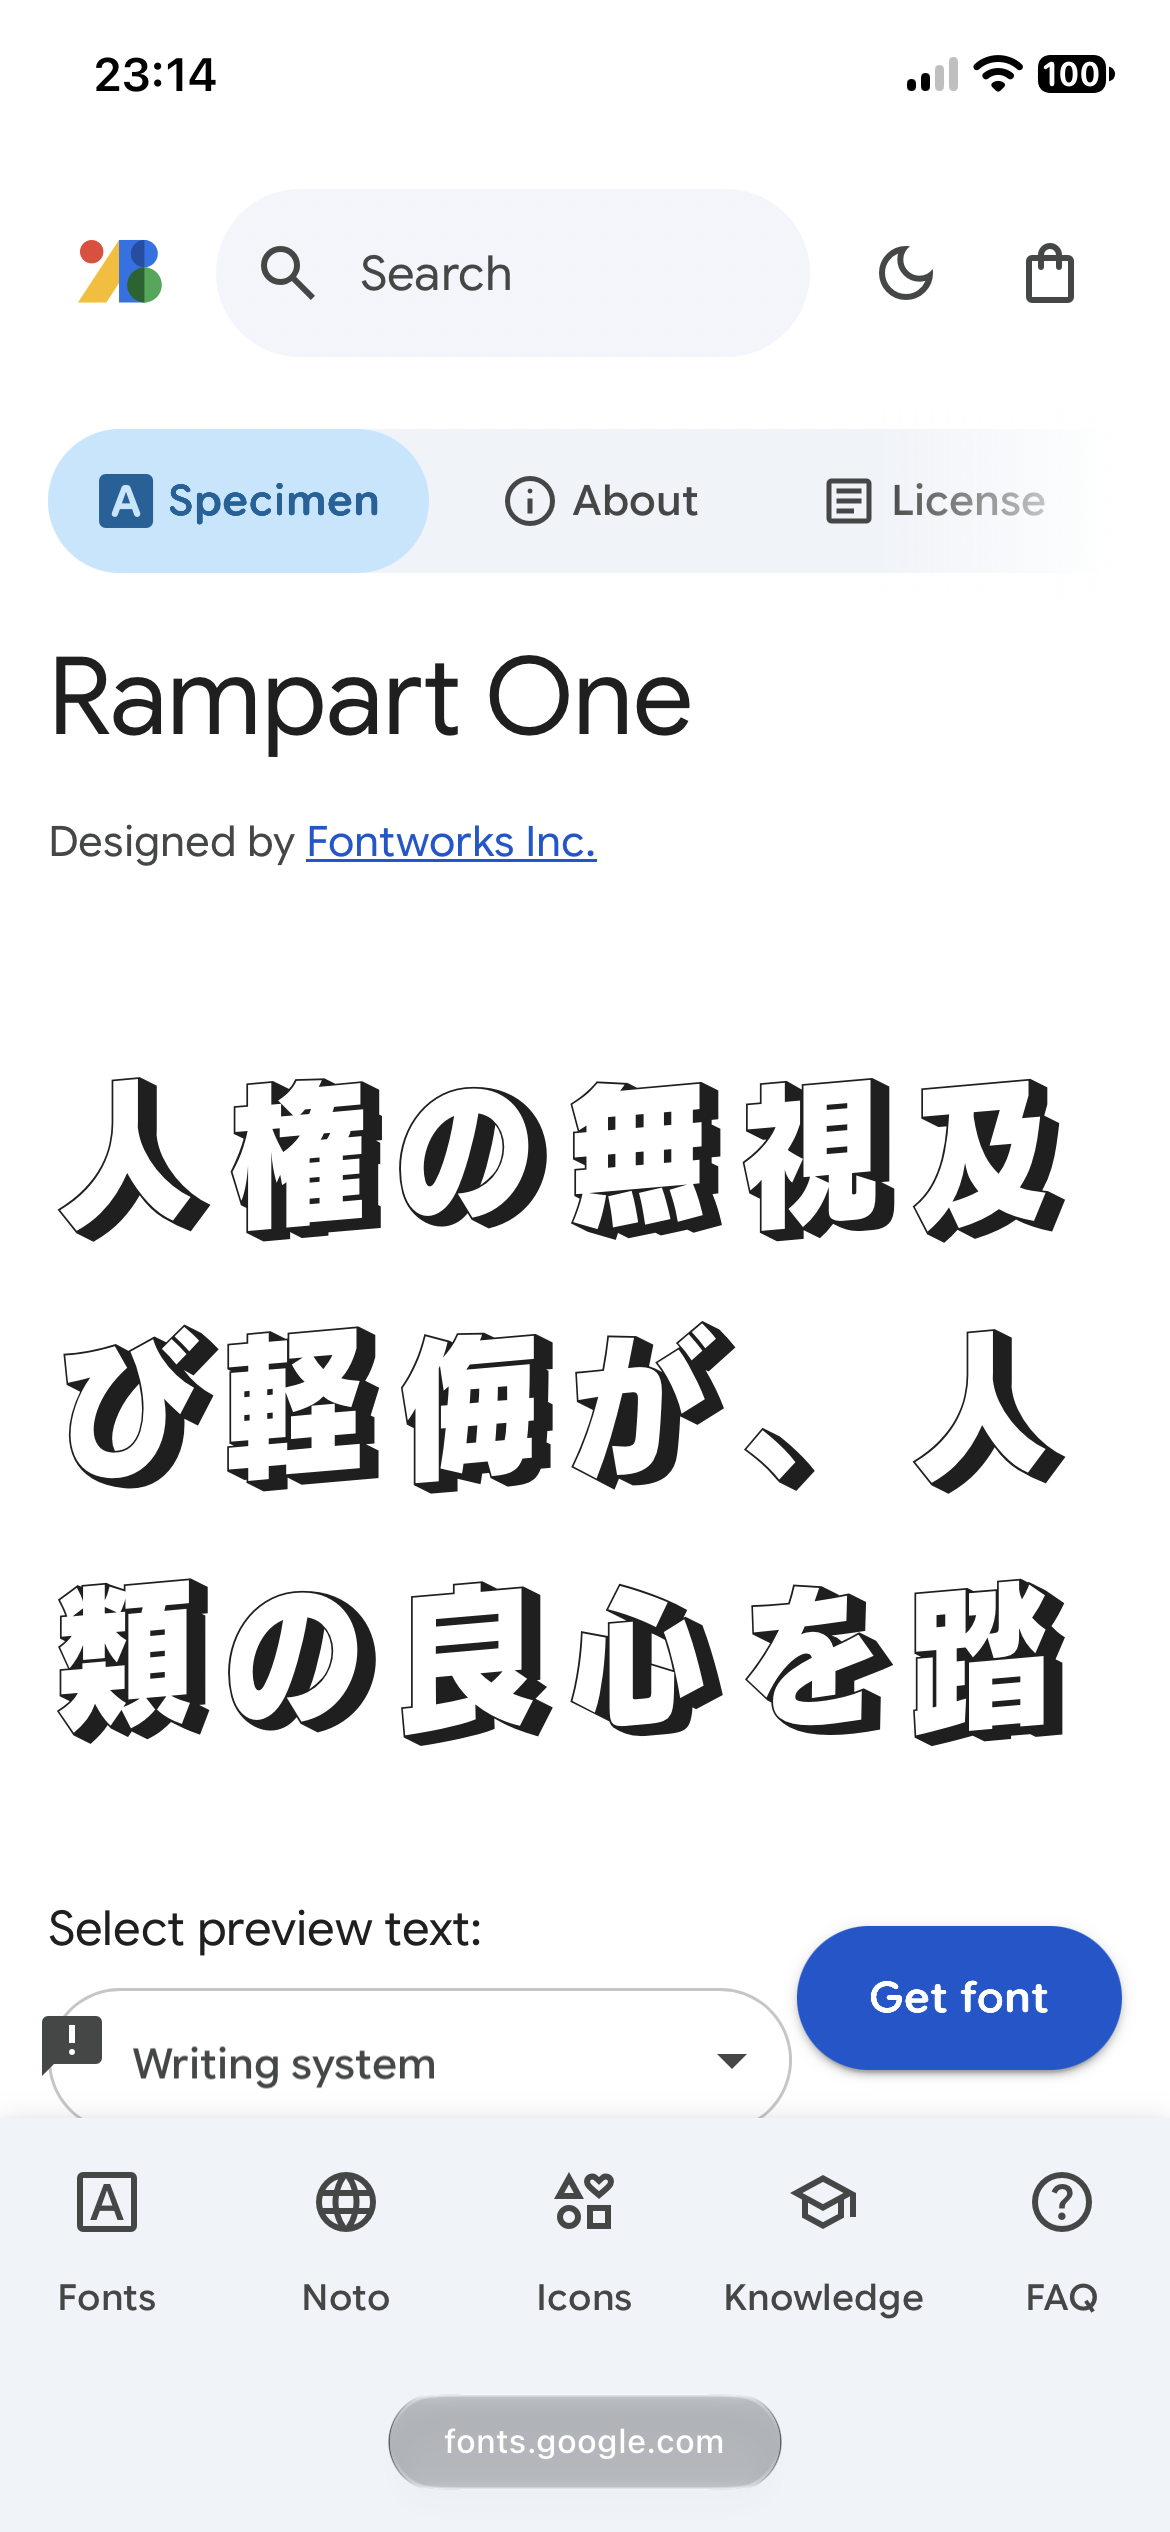 23:14
100
Search
Specimen
About
License
Rampart One
Designed by Fontworks Inc.
人権の無視及
び軽侮が、人
類の良心を踏
Select preview text:
Get font
Writing system
Fonts
Noto
Icons
Knowledge
FAQ
fonts.google.com